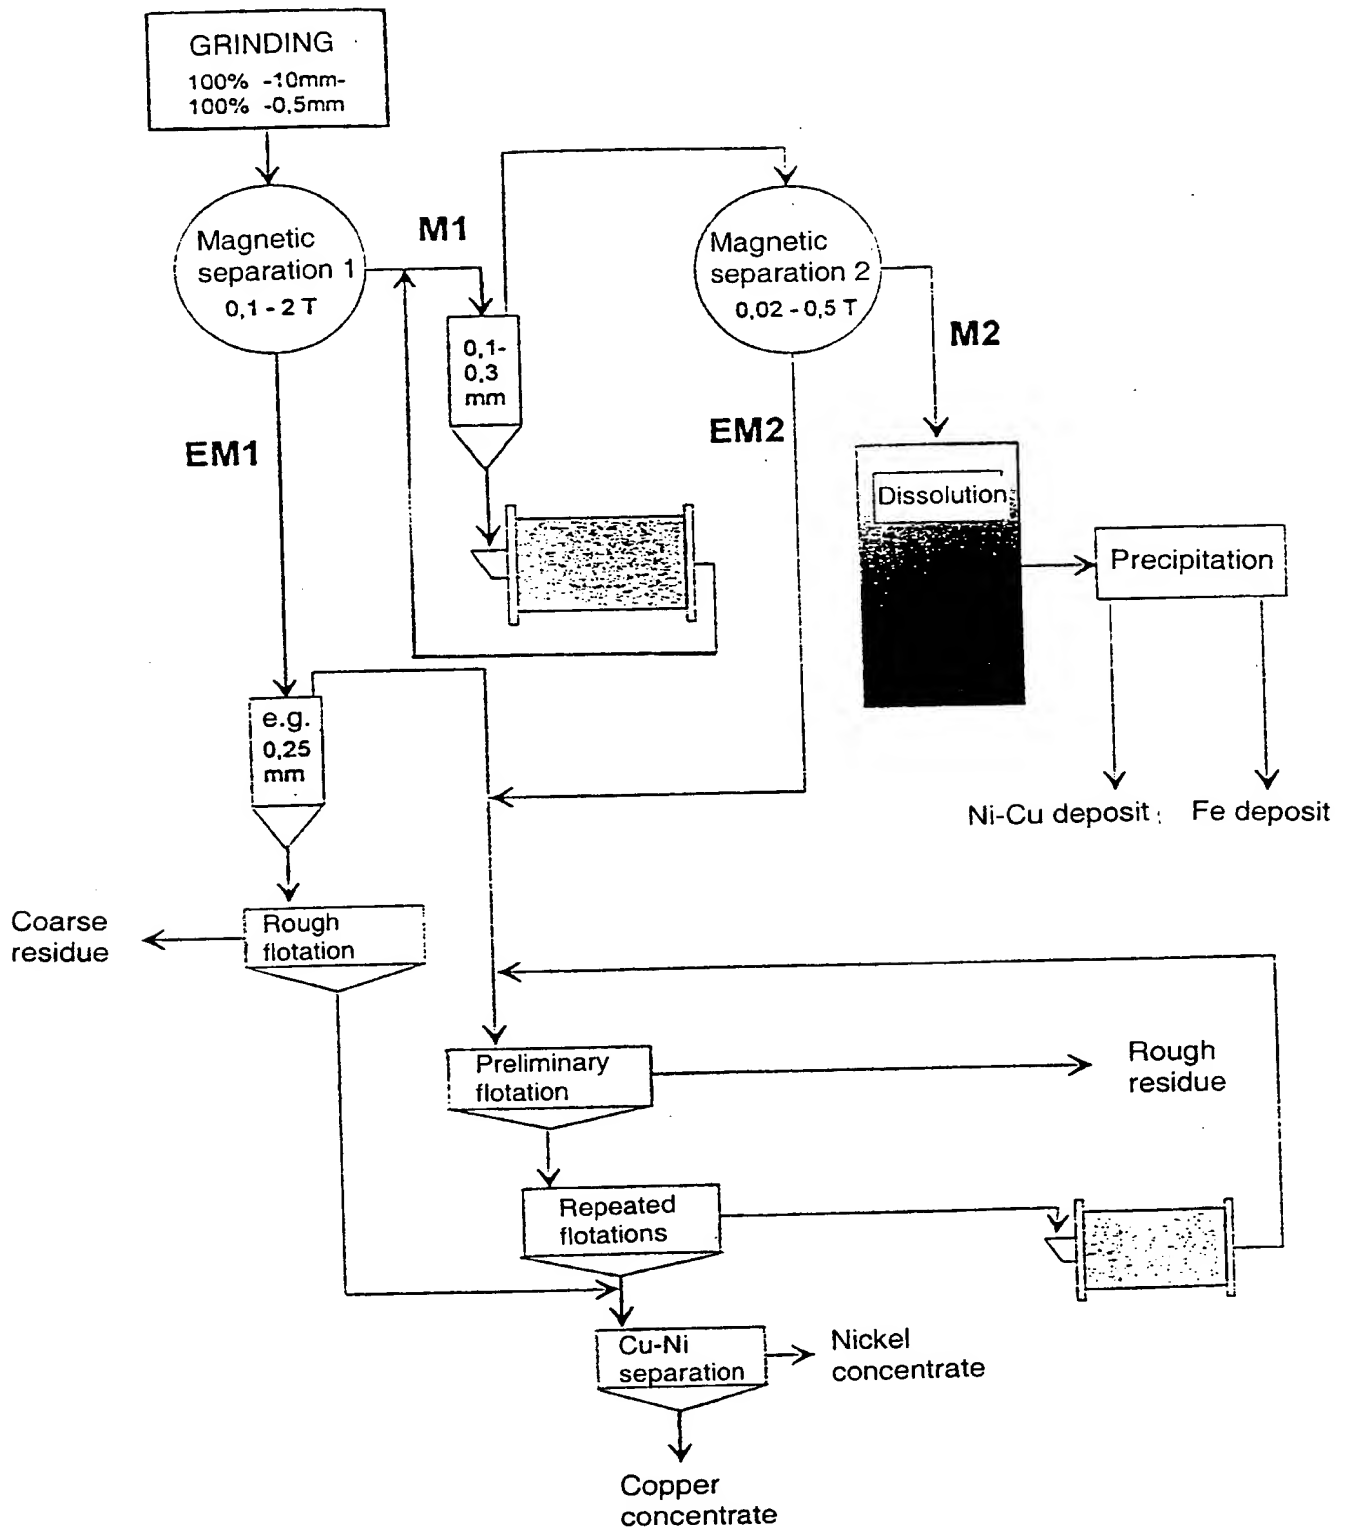 GRINDING
100% -10mm-
100% -0,5mm
Magnetic
separation 1
0,1 - 2 T
M1
Magnetic
separation 2
0,02 - 0,5 T
M2
0,1-
0,3
mm
EM1
EM2
Dissolution
Precipitation
e.g.
0,25
mm
Ni-Cu deposit
Fe deposit
Coarse
residue
Rough
flotation
Preliminary
flotation
Rough
residue
Repeated
flotations
Cu-Ni
separation
Nickel
concentrate
Copper
concentrate